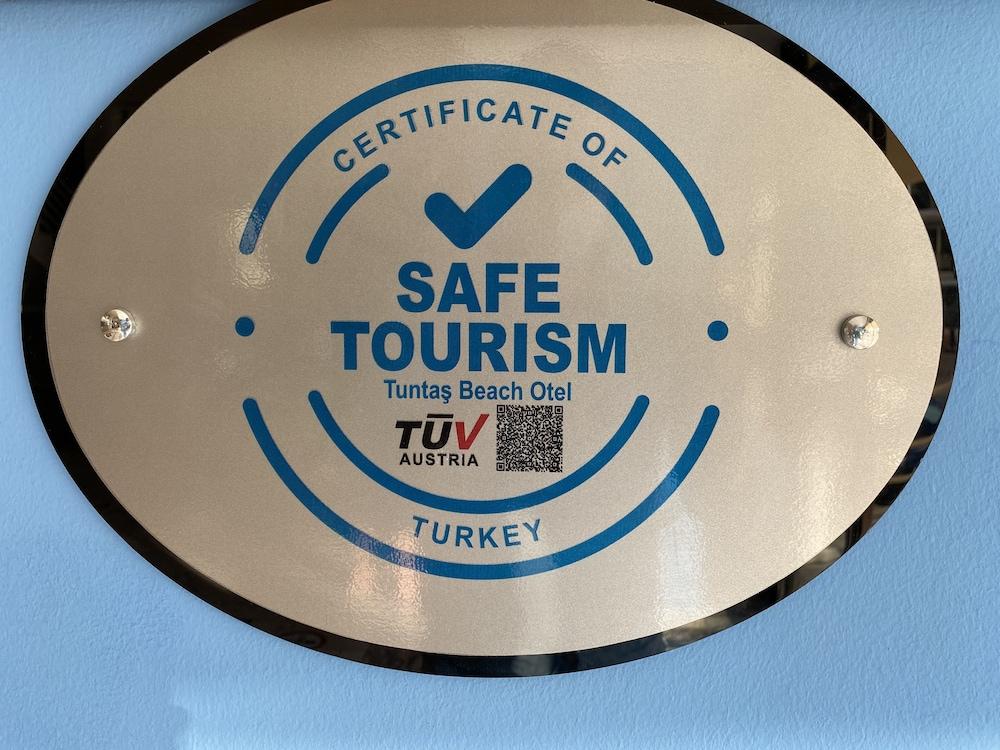 CERTIFICATE OF
SAFE
TOURISM
Tuntaş Beach Otel
TÜV
AUSTRIA
TURKEY